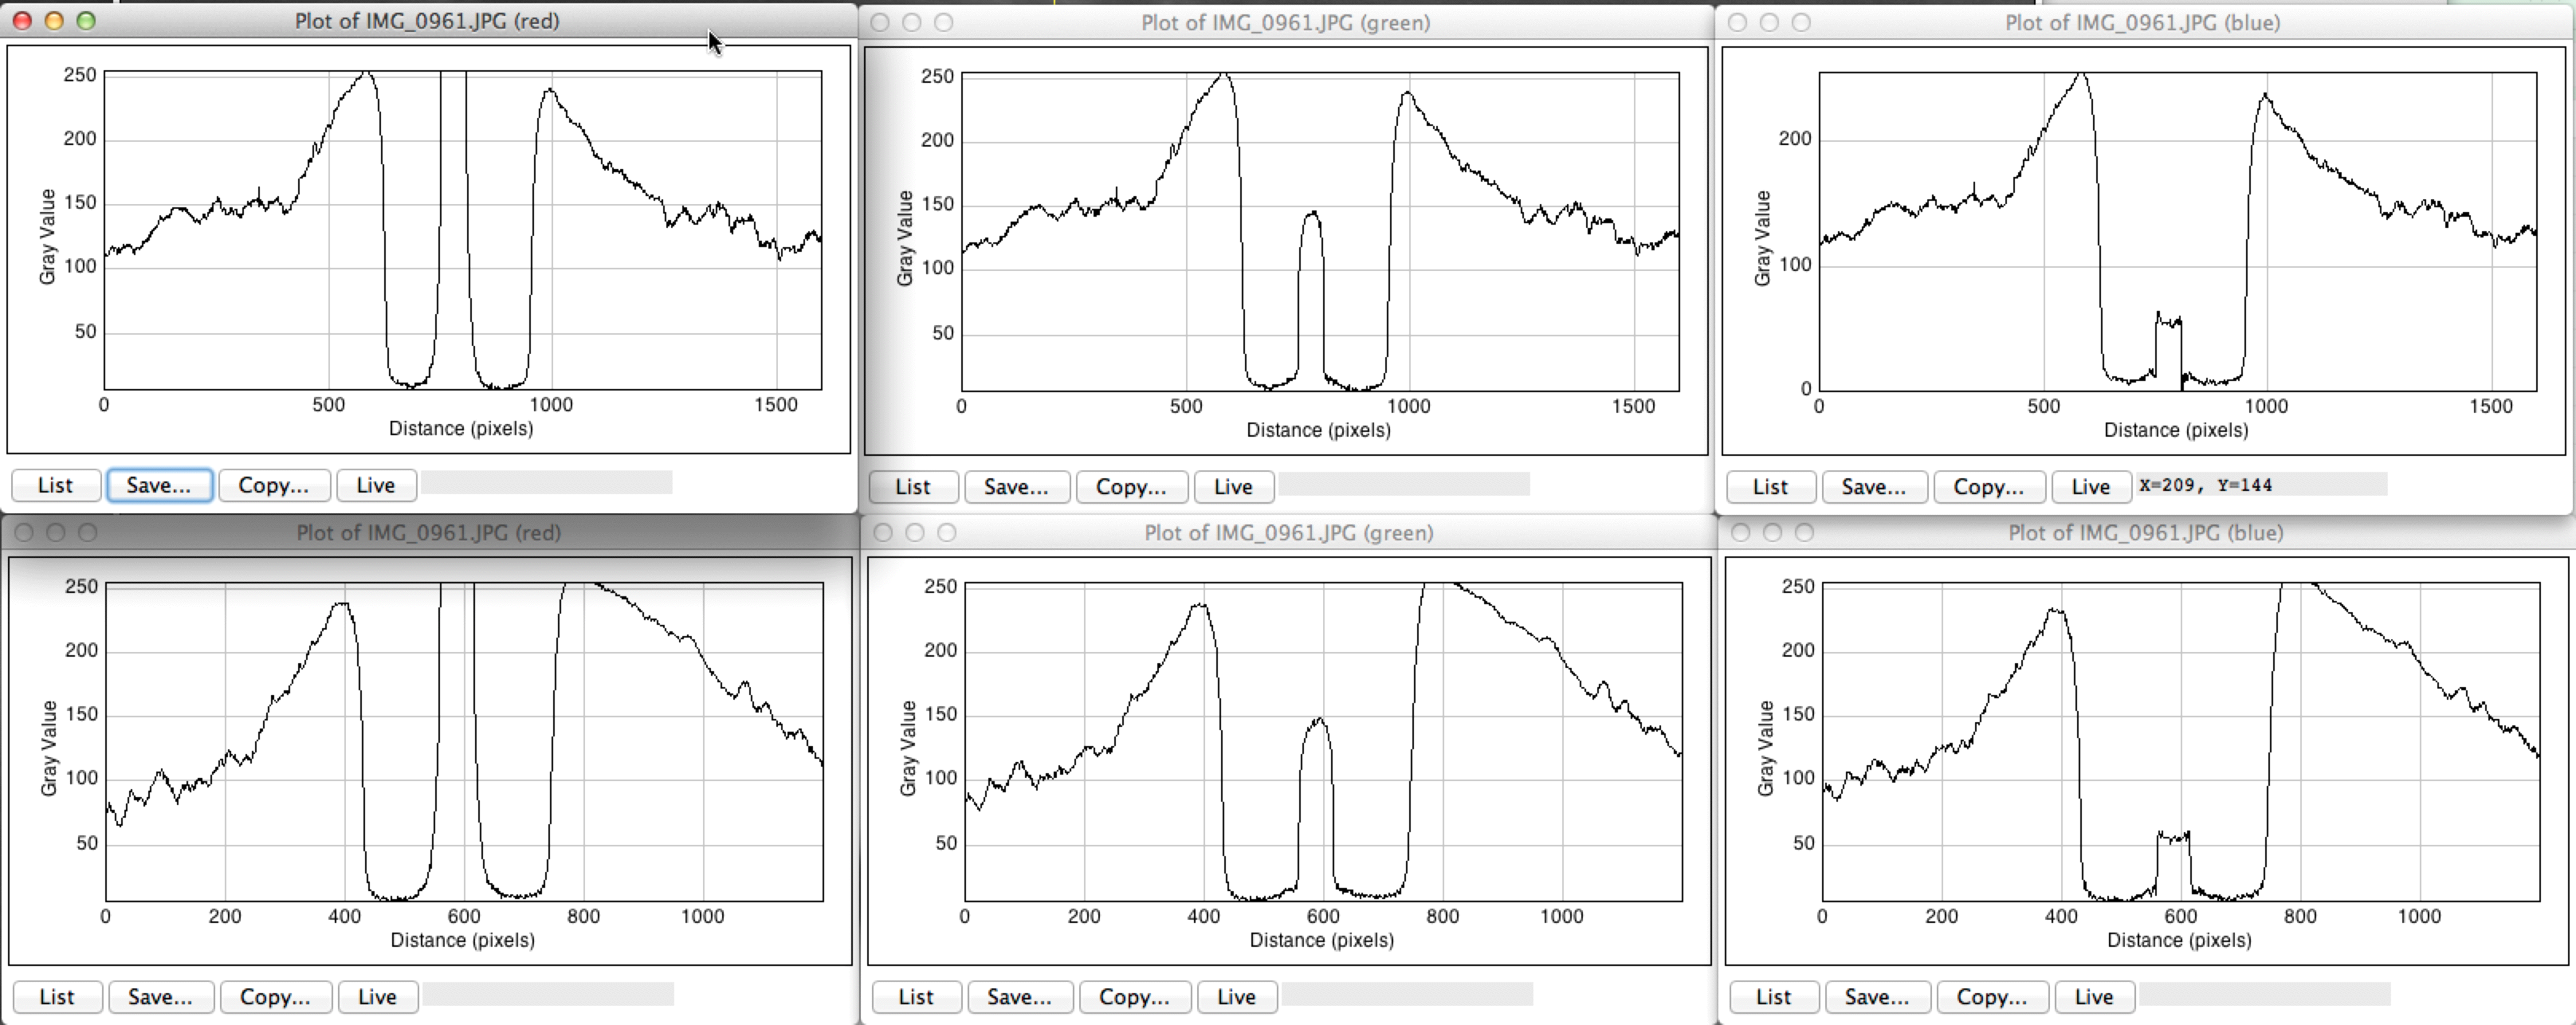 Plot of IMG_0961.JPG (red)
250
200
150
100
50
Gray Value
0 500 1000 1500
Distance (pixels)
List Save... Copy... Live
Plot of IMG_0961.JPG (green)
250
200
150
100
50
Gray Value
0 500 1000 1500
Distance (pixels)
List Save... Copy... Live
Plot of IMG_0961.JPG (blue)
200
100
0
Gray Value
0 500 1000 1500
Distance (pixels)
List Save... Copy... Live X=209, Y=144
Plot of IMG_0961.JPG (red)
250
200
150
100
50
Gray Value
0 200 400 600 800 1000
Distance (pixels)
List Save... Copy... Live
Plot of IMG_0961.JPG (green)
250
200
150
100
50
Gray Value
0 200 400 600 800 1000
Distance (pixels)
List Save... Copy... Live
Plot of IMG_0961.JPG (blue)
250
200
150
100
50
Gray Value
0 200 400 600 800 1000
Distance (pixels)
List Save... Copy... Live